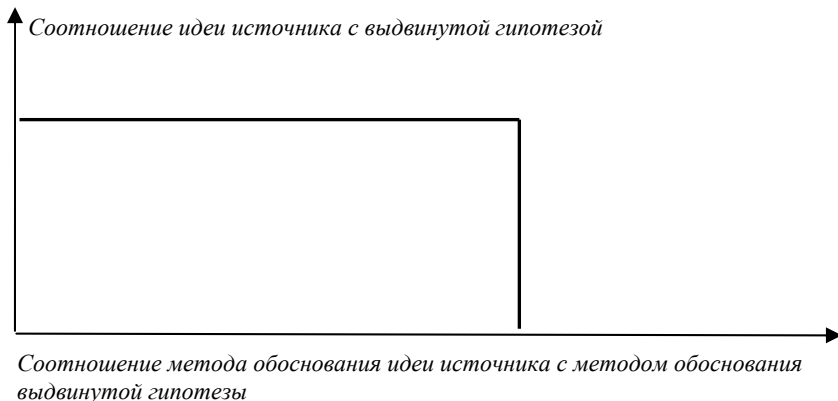 Соотношение идеи источника с выдвинутой гипотезой
Соотношение метода обоснования идеи источника с методом обоснования
выдвинутой гипотезы